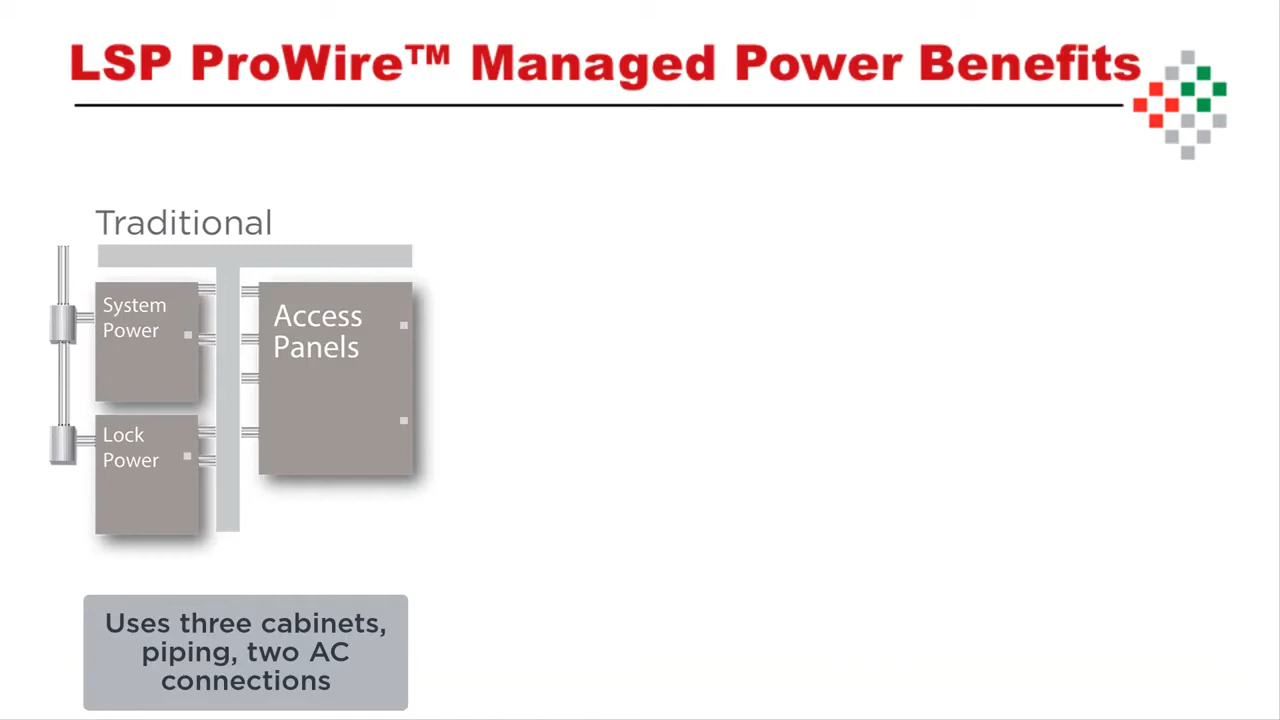 LSP ProWire™ Managed Power Benefits
Traditional
System
Power
Access
Panels
Lock
Power
Uses three cabinets,
piping, two AC
connections